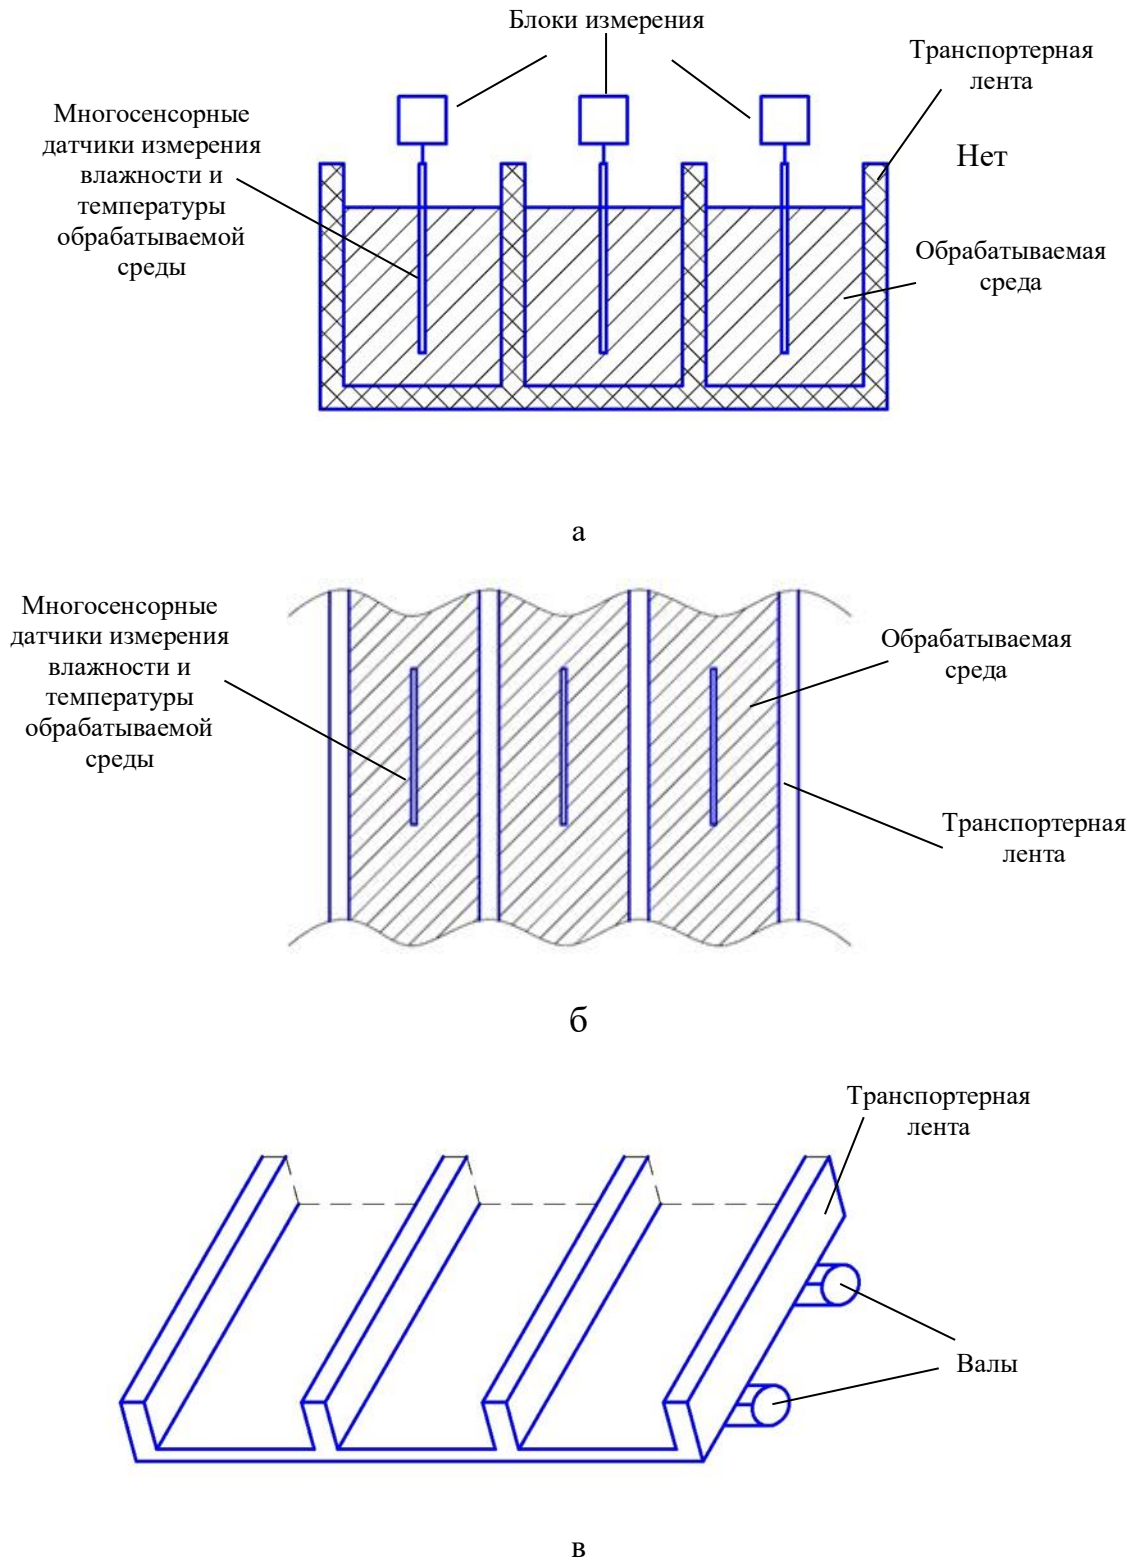 Блоки измерения
Транспортерная
лента
Многосенсорные
датчики измерения
влажности и
температуры
обрабатываемой
среды
Нет
Обрабатываемая
среда
а
Многосенсорные
датчики измерения
влажности и
температуры
обрабатываемой
среды
Обрабатываемая
среда
Транспортерная
лента
б
Транспортерная
лента
Валы
в